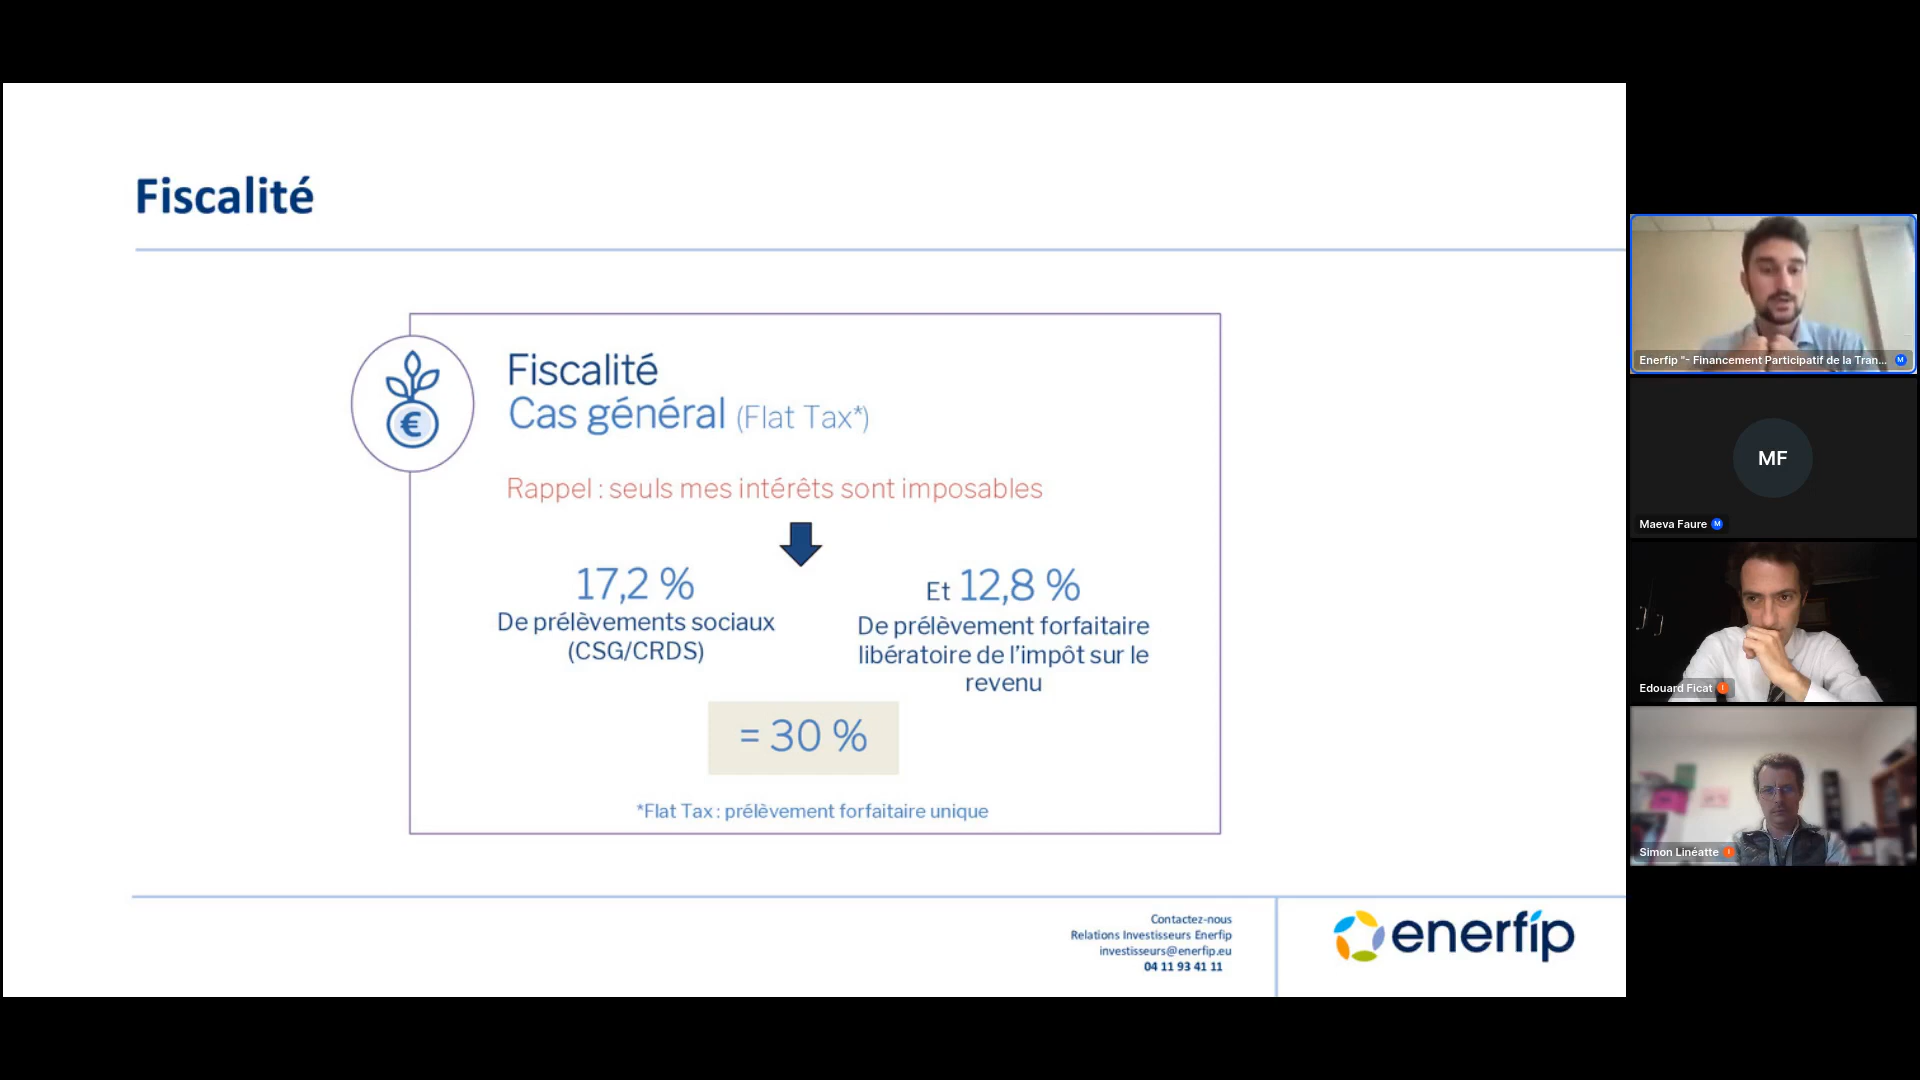 Fiscalité
Fiscalité
Cas général (Flat Tax*)
Rappel : seuls mes intérêts sont imposables
17,2 %
De prélèvements sociaux
(CSG/CRDS)
Et 12,8 %
De prélèvement forfaitaire
libératoire de l'impôt sur le
revenu
= 30 %
*Flat Tax : prélèvement forfaitaire unique
Contactez-nous
Relations Investisseurs Enerfip
investisseurs@enerfip.eu
04 11 93 41 11
enerfip
Enerfip "- Financement Participatif de la Tran...
M
MF
Maeva Faure
M
Edouard Ficat
I
Simon Linéatte
I